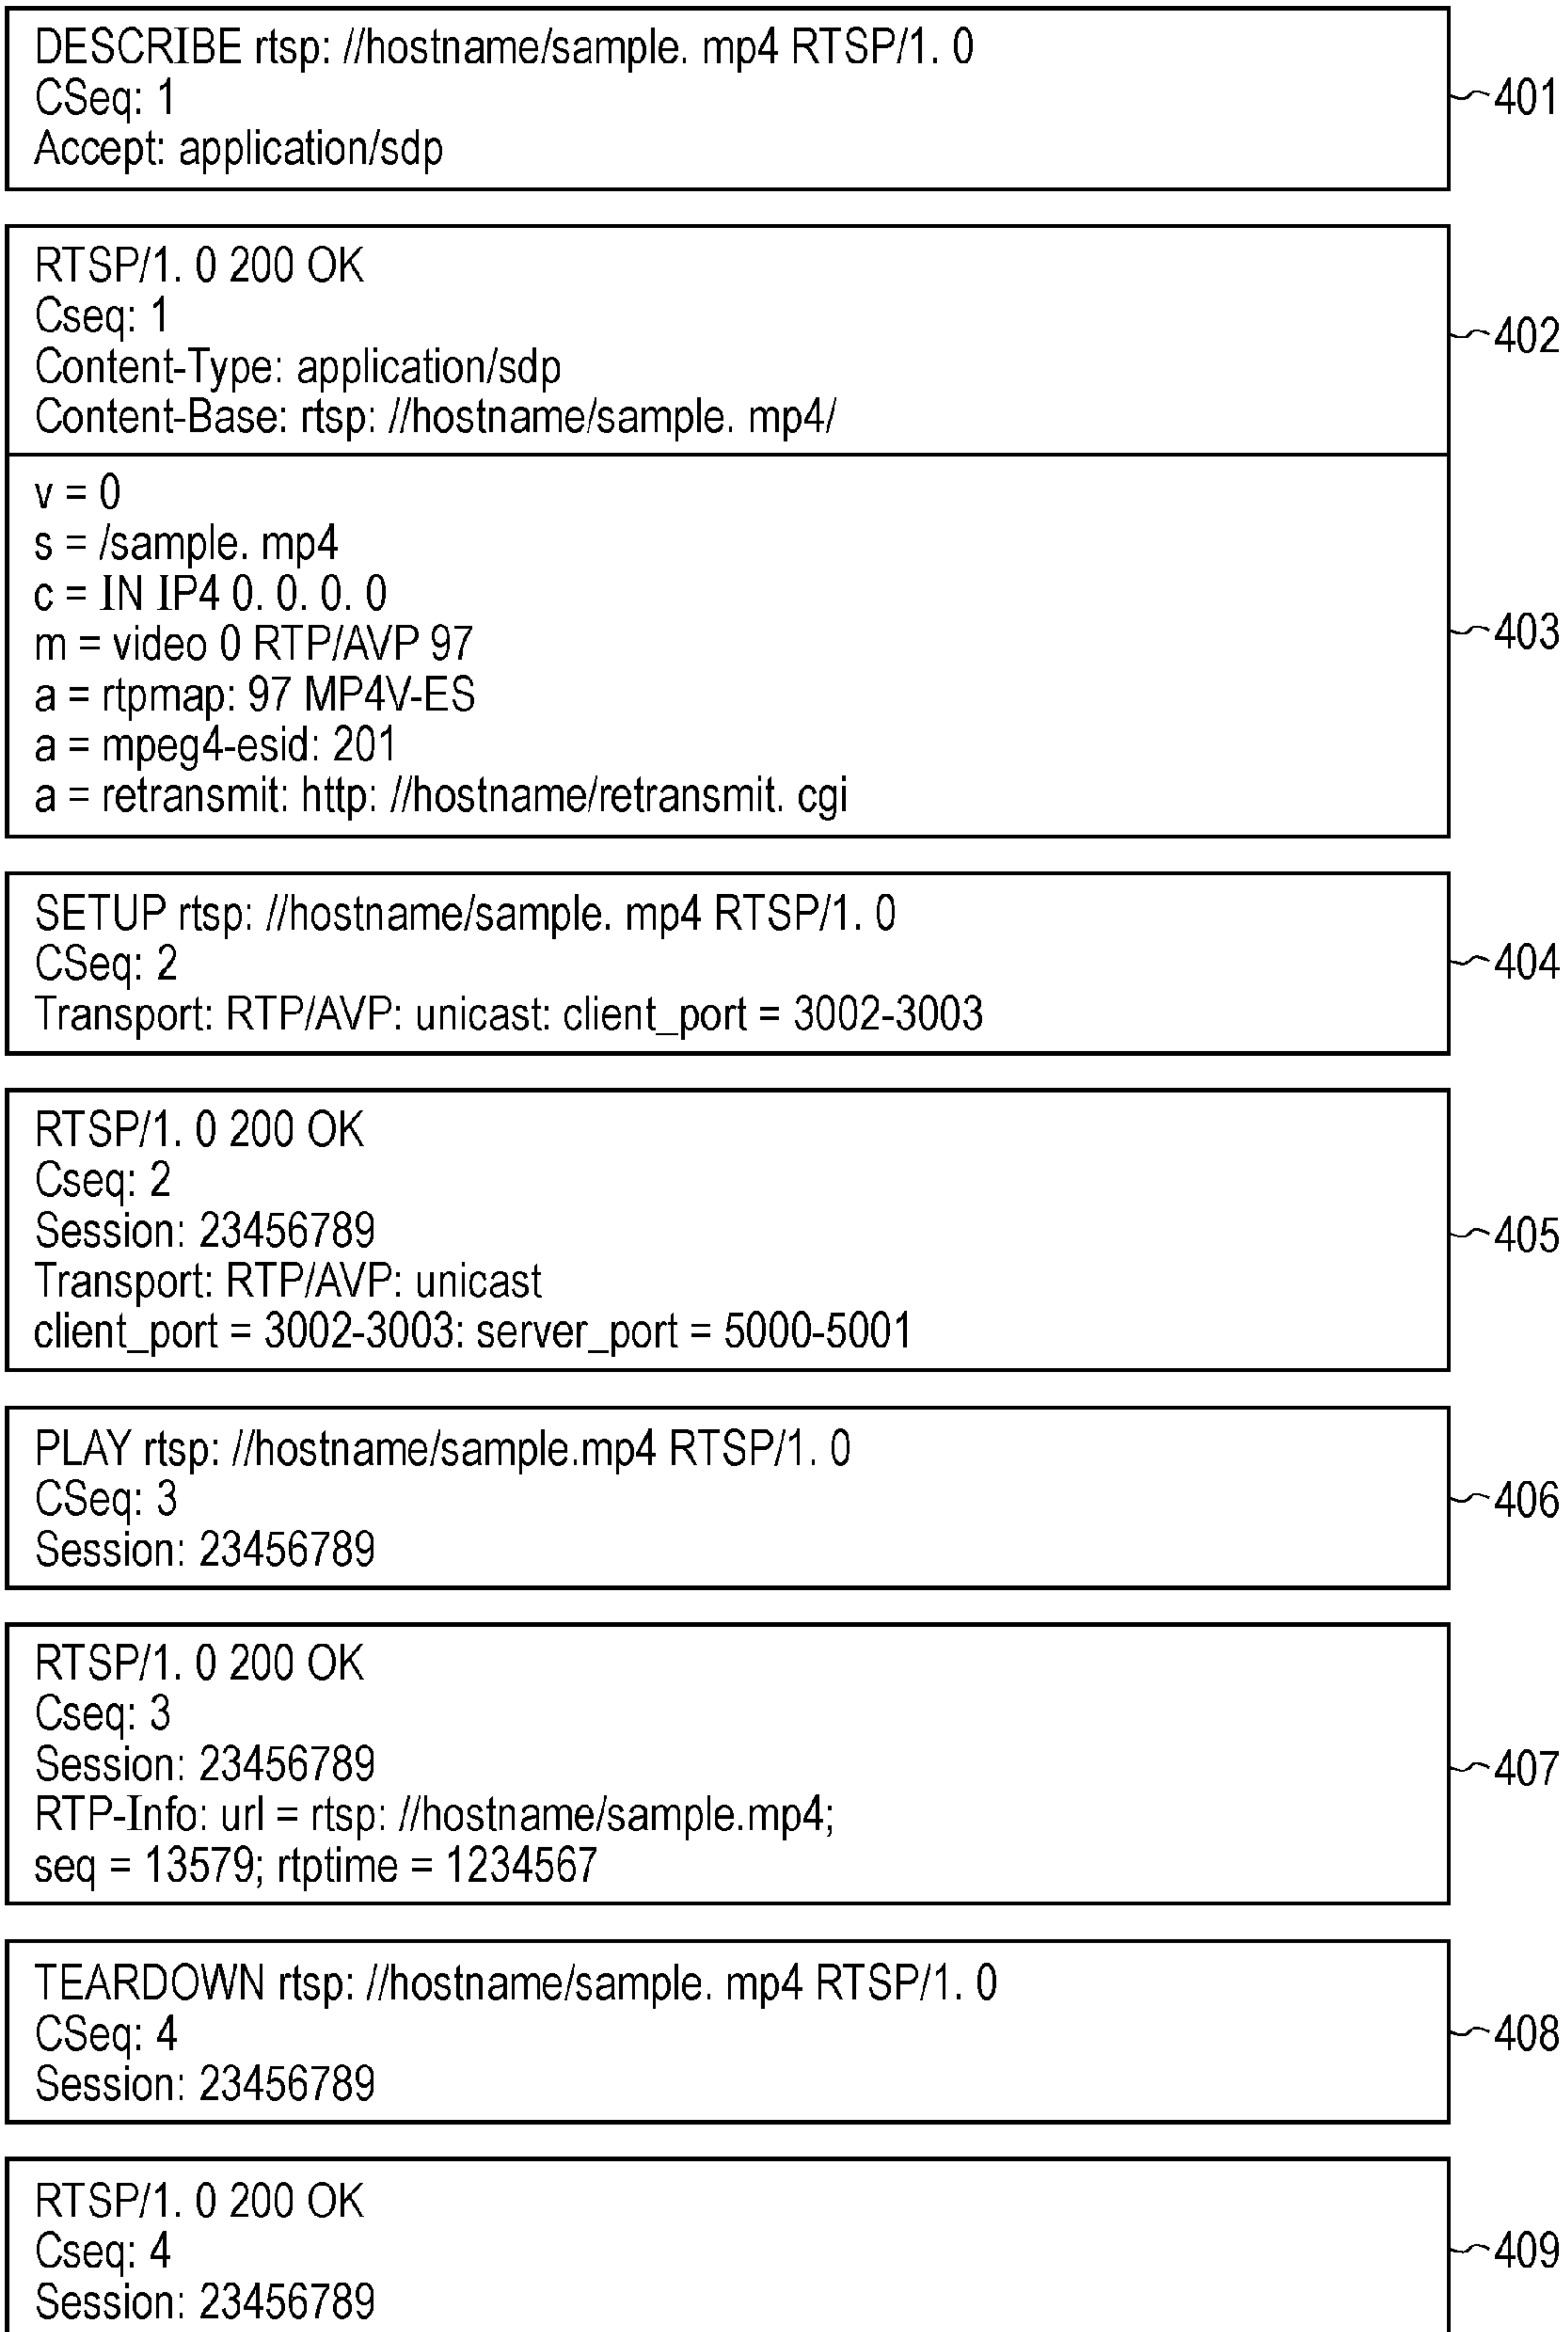 DESCRIBE rtsp: //hostname/sample. mp4 RTSP/1. 0
CSeq: 1
Accept: application/sdp
401
RTSP/1. 0 200 OK
Cseq: 1
Content-Type: application/sdp
Content-Base: rtsp: //hostname/sample. mp4/
402
v = 0
s = /sample. mp4
c = IN IP4 0. 0. 0. 0
m = video 0 RTP/AVP 97
a = rtpmap: 97 MP4V-ES
a = mpeg4-esid: 201
a = retransmit: http: //hostname/retransmit. cgi
403
SETUP rtsp: //hostname/sample. mp4 RTSP/1. 0
CSeq: 2
Transport: RTP/AVP: unicast: client_port = 3002-3003
404
RTSP/1. 0 200 OK
Cseq: 2
Session: 23456789
Transport: RTP/AVP: unicast
client_port = 3002-3003: server_port = 5000-5001
405
PLAY rtsp: //hostname/sample.mp4 RTSP/1. 0
CSeq: 3
Session: 23456789
406
RTSP/1. 0 200 OK
Cseq: 3
Session: 23456789
RTP-Info: url = rtsp: //hostname/sample.mp4;
seq = 13579; rtptime = 1234567
407
TEARDOWN rtsp: //hostname/sample. mp4 RTSP/1. 0
CSeq: 4
Session: 23456789
408
RTSP/1. 0 200 OK
Cseq: 4
Session: 23456789
409